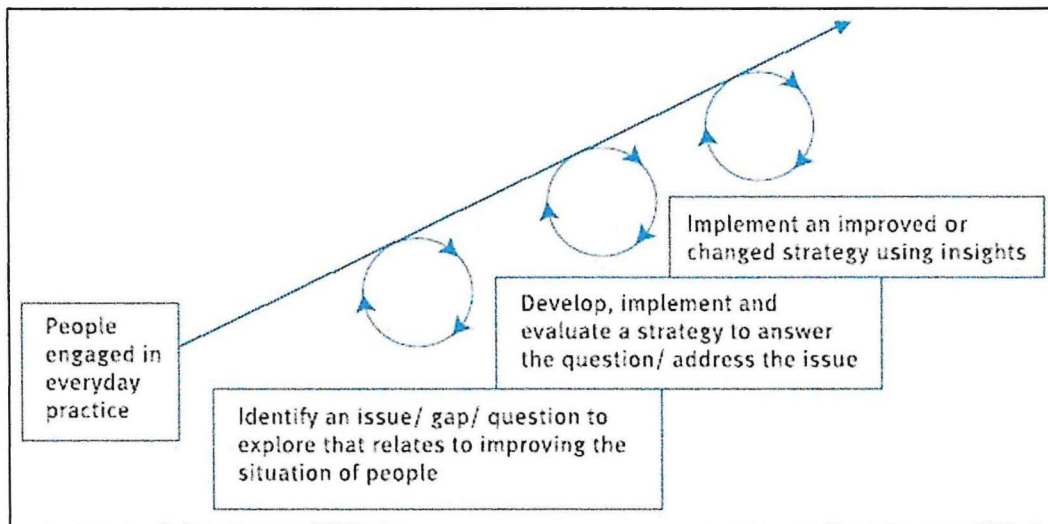 People
engaged in
everyday
practice
Identify an issue/ gap/ question to
explore that relates to improving the
situation of people
Develop, implement and
evaluate a strategy to answer
the question/ address the issue
Implement an improved or
changed strategy using insights